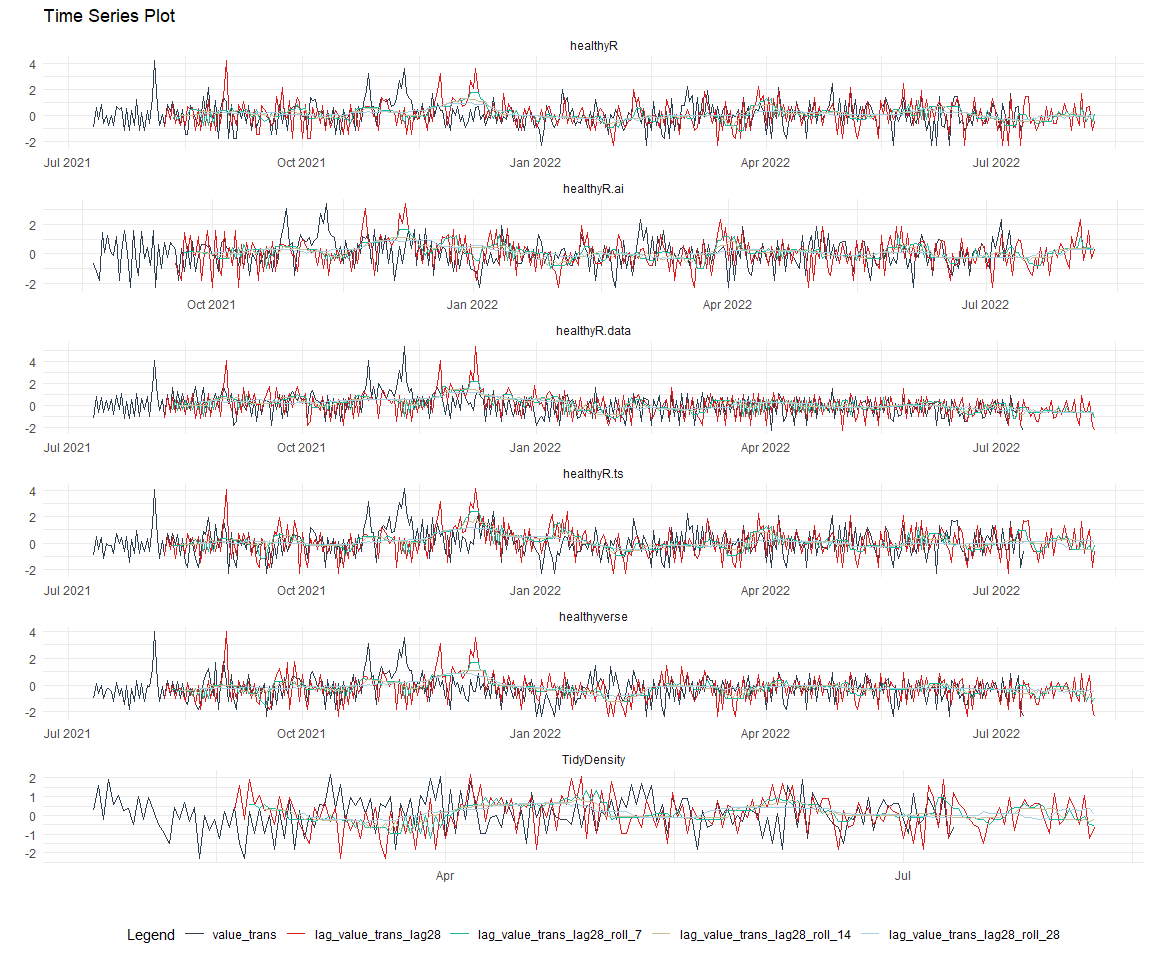 Time Series Plot
healthyR
4
2
0
-2
Jul 2021 Oct 2021 Jan 2022 Apr 2022 Jul 2022
healthyR.ai
2
0
-2
Oct 2021 Jan 2022 Apr 2022 Jul 2022
healthyR.data
4
2
0
-2
Jul 2021 Oct 2021 Jan 2022 Apr 2022 Jul 2022
healthyR.ts
4
2
0
-2
Jul 2021 Oct 2021 Jan 2022 Apr 2022 Jul 2022
healthyverse
4
2
0
-2
Jul 2021 Oct 2021 Jan 2022 Apr 2022 Jul 2022
TidyDensity
2
1
0
-1
-2
Apr Jul
Legend value_trans lag_value_trans_lag28 lag_value_trans_lag28_roll_7 lag_value_trans_lag28_roll_14 lag_value_trans_lag28_roll_28